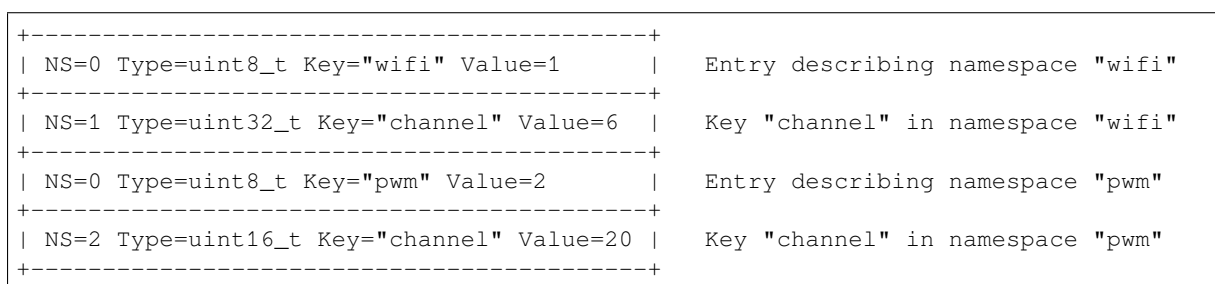 +-------------------------------------------+
| NS=0 Type=uint8_t Key="wifi" Value=1      |   Entry describing namespace "wifi"
+-------------------------------------------+
| NS=1 Type=uint32_t Key="channel" Value=6  |   Key "channel" in namespace "wifi"
+-------------------------------------------+
| NS=0 Type=uint8_t Key="pwm" Value=2       |   Entry describing namespace "pwm"
+-------------------------------------------+
| NS=2 Type=uint16_t Key="channel" Value=20 |   Key "channel" in namespace "pwm"
+-------------------------------------------+